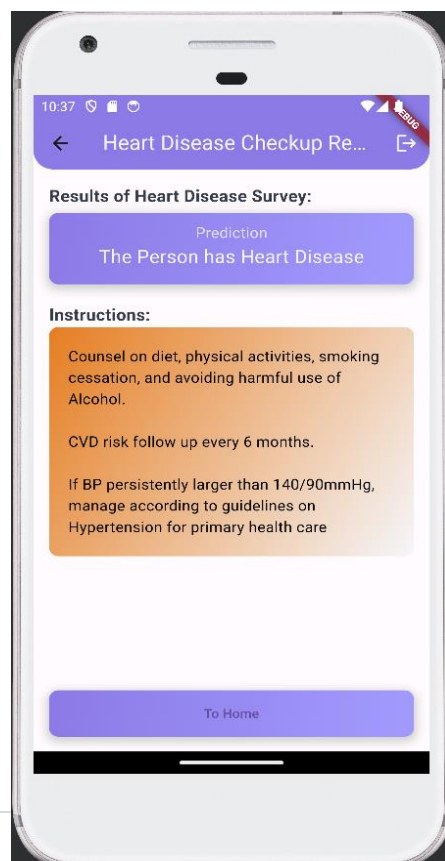 10:37
DEBUG
Heart Disease Checkup Re...
Results of Heart Disease Survey:
Prediction
The Person has Heart Disease
Instructions:
Counsel on diet, physical activities, smoking
cessation, and avoiding harmful use of
Alcohol.
CVD risk follow up every 6 months.
If BP persistently larger than 140/90mmHg,
manage according to guidelines on
Hypertension for primary health care
To Home